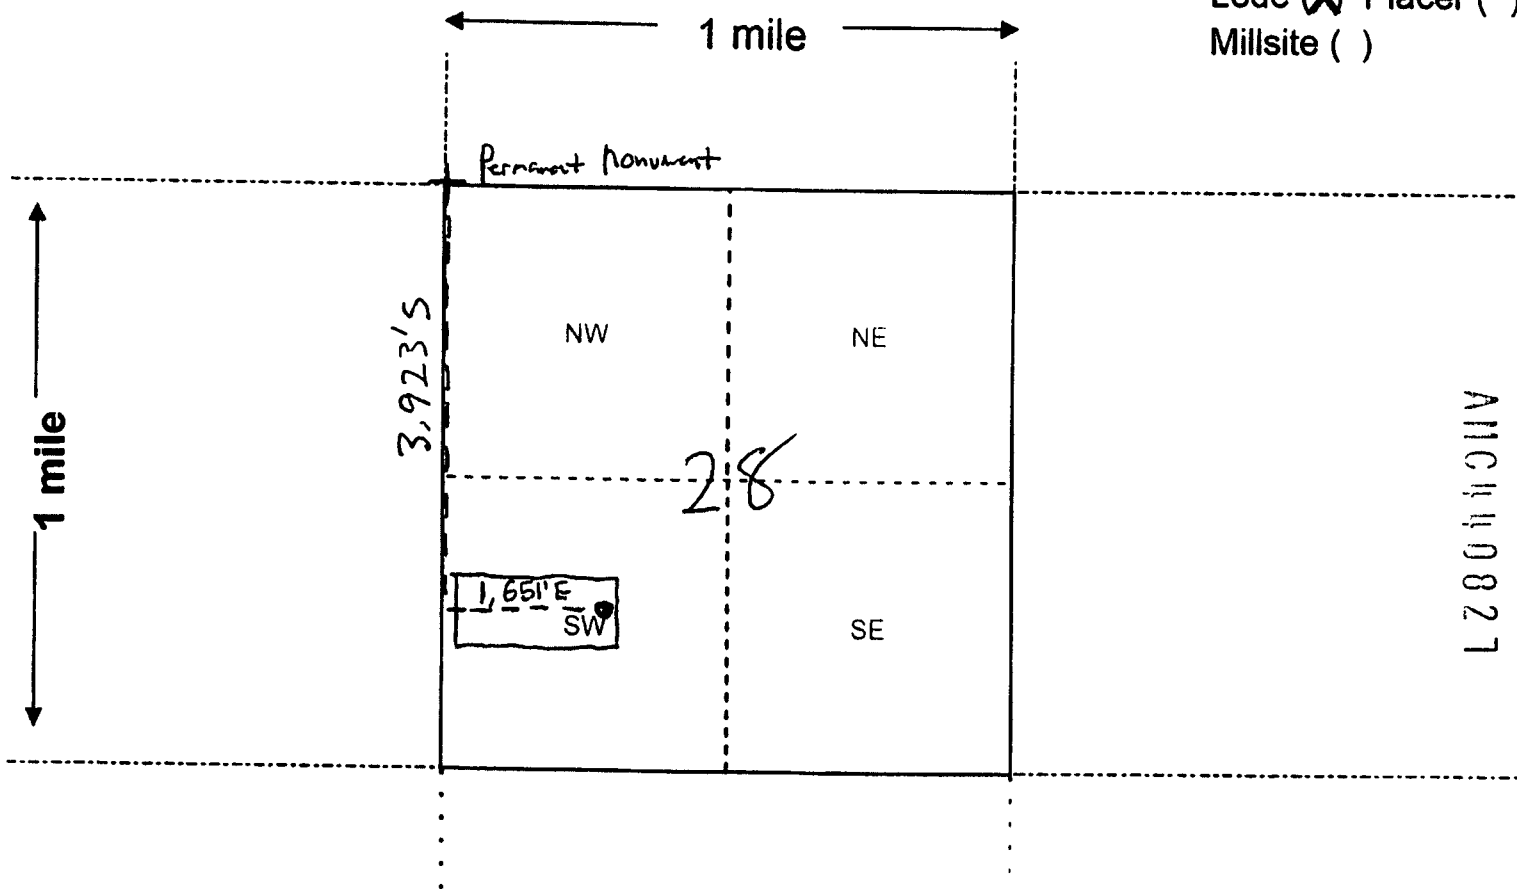 Lode (X) Placer ( )
Millsite ( )
1 mile
Permanent Monument
3,923'S
1 mile
NW
NE
28
1,651'E
SW
SE
AMC440827